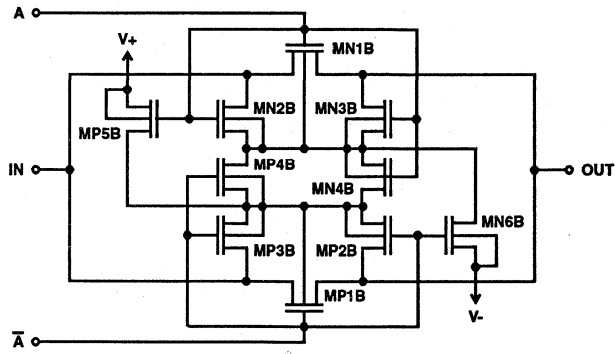 A
V+
MN1B
MN2B
MN3B
MP5B
MP4B
IN
OUT
MN4B
MN6B
MP3B
MP2B
MP1B
V-
A̅